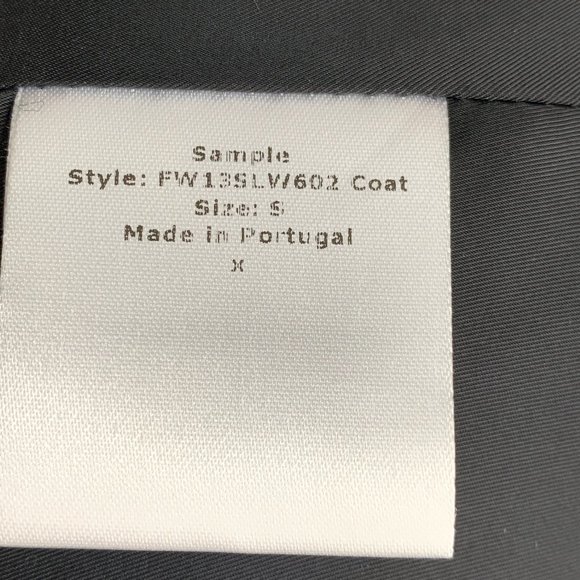 Sample
Style: FW13SLV/602 Coat
Size: S
Made in Portugal
x